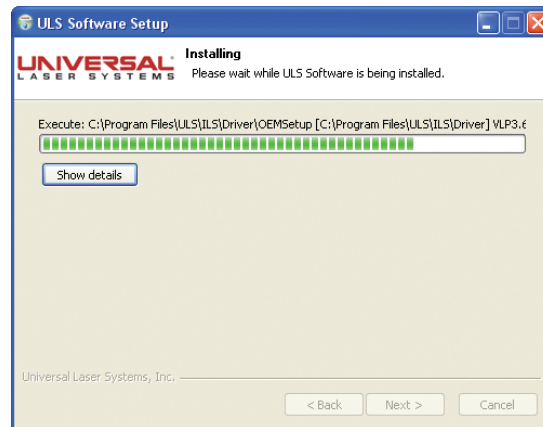 ULS Software Setup
UNIVERSAL
LASER SYSTEMS
Installing
Please wait while ULS Software is being installed.
Execute: C:\Program Files\ULS\ILS\Driver\OEMSetup [C:\Program Files\ULS\ILS\Driver] VLP3.6
Show details
Universal Laser Systems, Inc.
< Back
Next >
Cancel